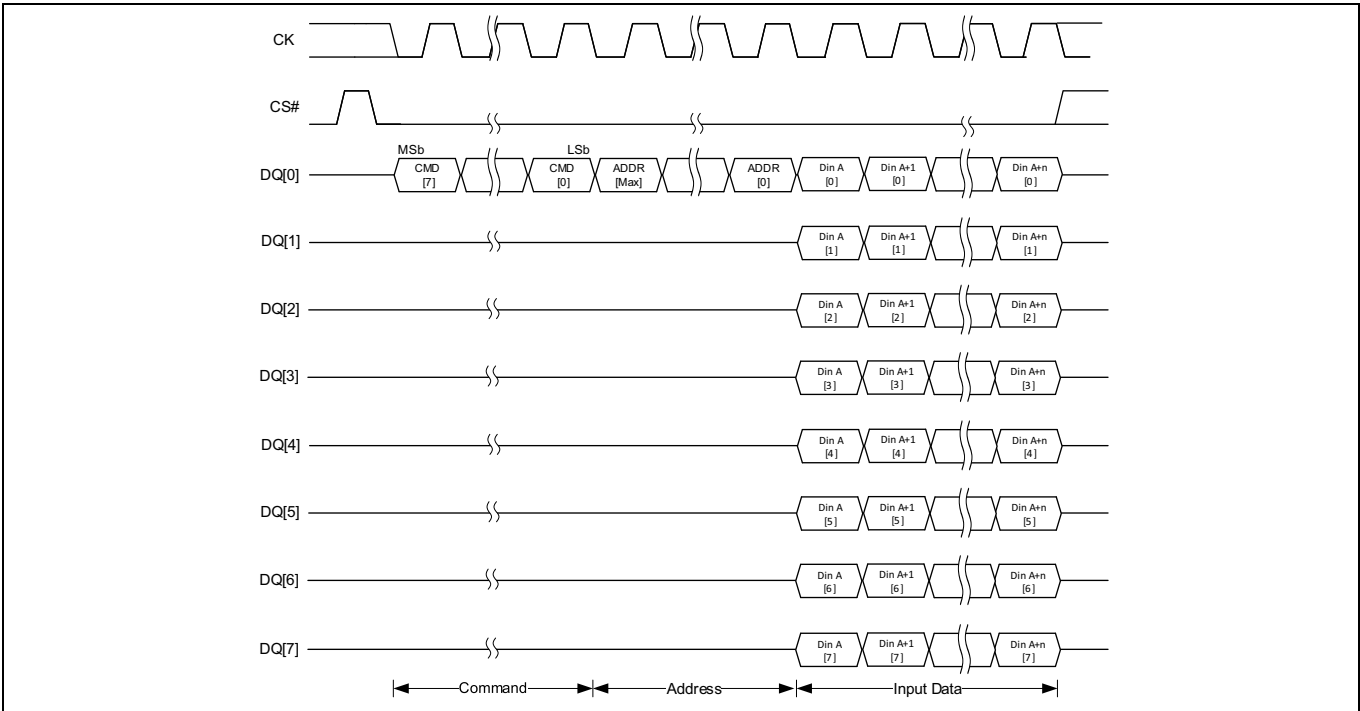 CK
CS#
MSb LSb
DQ[0] CMD [7] CMD [0] ADDR [Max] ADDR [0] Din A [0] Din A+1 [0] Din A+n [0]
DQ[1] Din A [1] Din A+1 [1] Din A+n [1]
DQ[2] Din A [2] Din A+1 [2] Din A+n [2]
DQ[3] Din A [3] Din A+1 [3] Din A+n [3]
DQ[4] Din A [4] Din A+1 [4] Din A+n [4]
DQ[5] Din A [5] Din A+1 [5] Din A+n [5]
DQ[6] Din A [6] Din A+1 [6] Din A+n [6]
DQ[7] Din A [7] Din A+1 [7] Din A+n [7]
Command Address Input Data